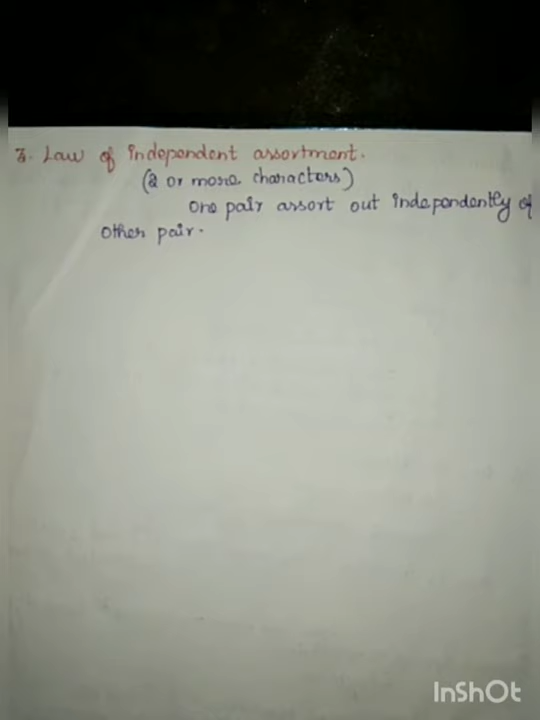 3. Law of Independent assortment.
(2 or more characters)
One pair assort out independently of
other pair.
InShOt